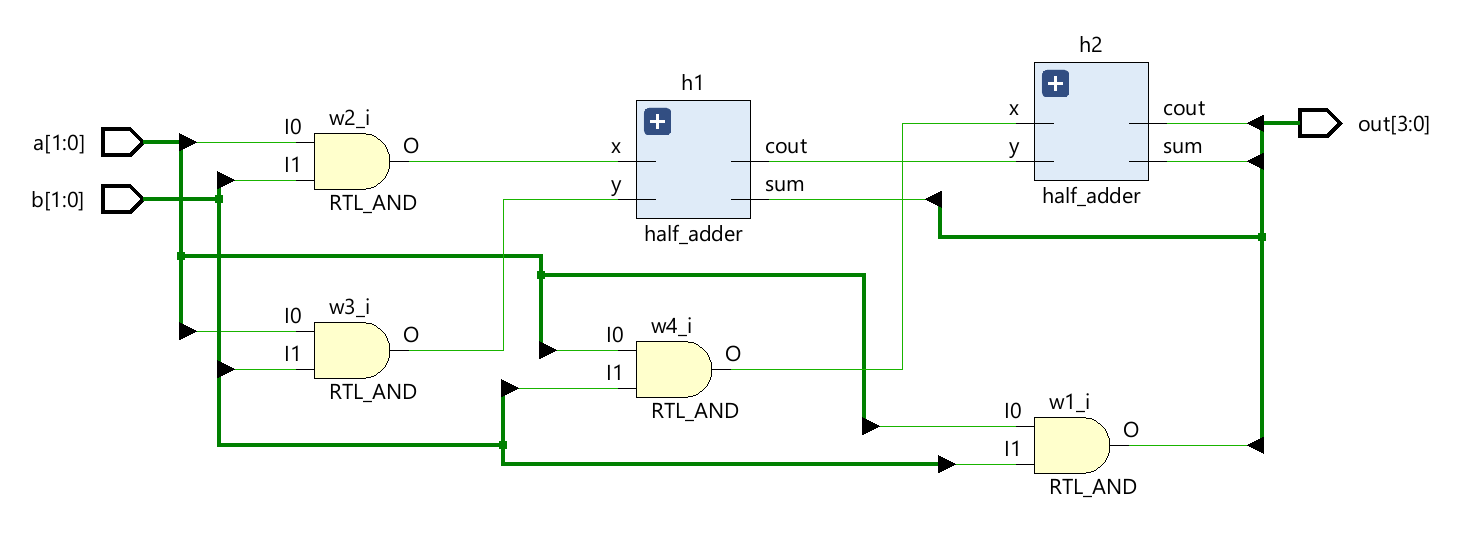 h2
h1
w2_i
a[1:0]
I0
I1
O
RTL_AND
b[1:0]
x
y
cout
sum
half_adder
x
y
cout
sum
half_adder
out[3:0]
w3_i
I0
I1
O
RTL_AND
w4_i
I0
I1
O
RTL_AND
w1_i
I0
I1
O
RTL_AND